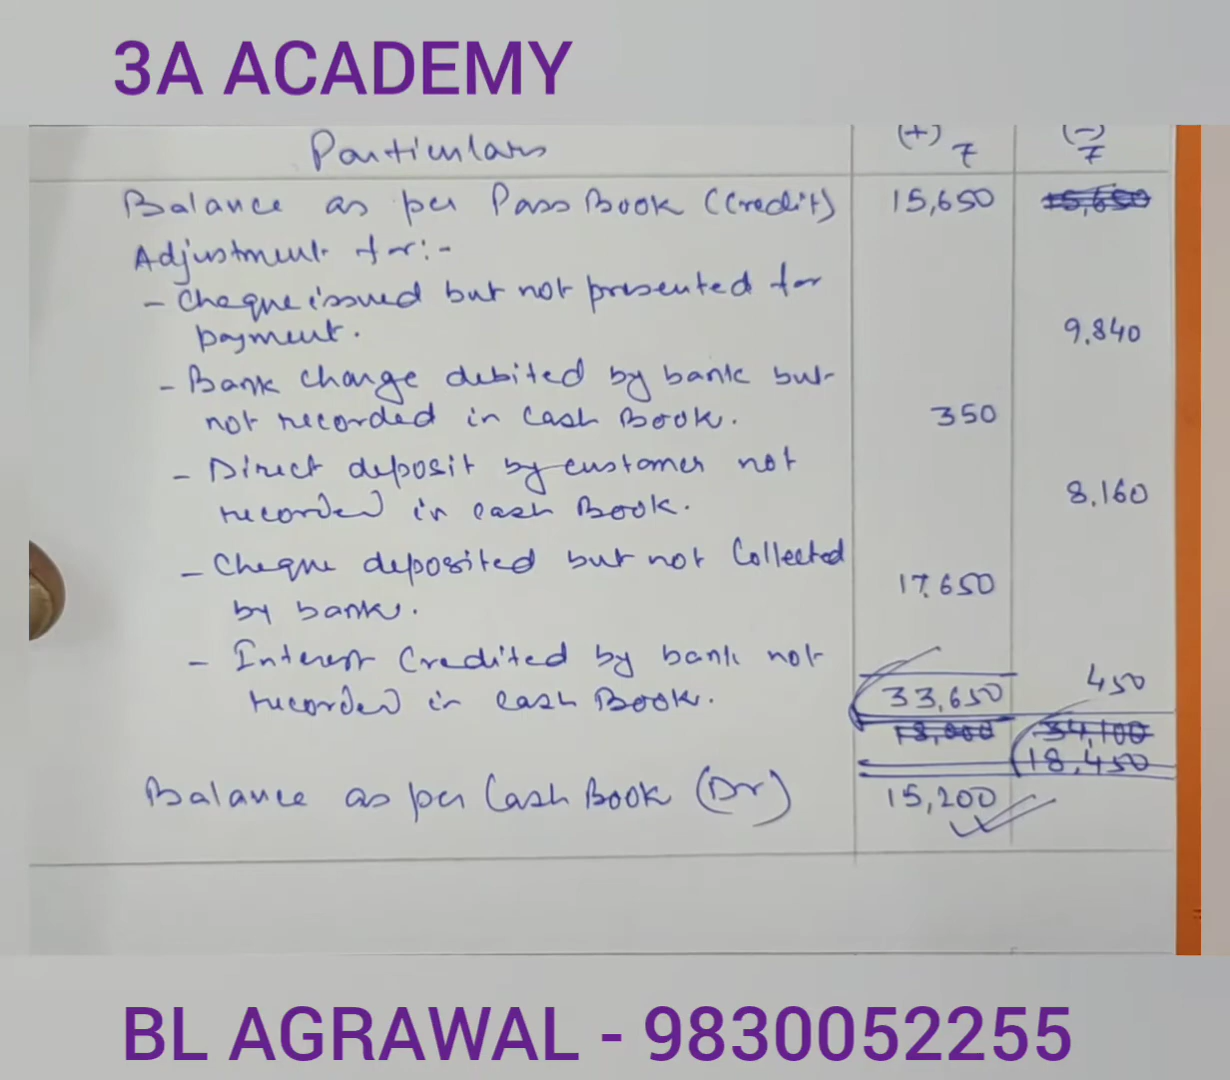 3A ACADEMY
Particulars (+) ₹ (-) ₹
Balance as per Pass Book (Credit) 15,650 15,650
Adjustment for:-
- Cheque issued but not presented for
payment. 9,840
- Bank charge debited by bank but
not recorded in Cash Book. 350
- Direct deposit by customer not
recorded in cash Book. 8,160
- Cheque deposited but not Collected
by bank. 17,650
- Interest Credited by bank not
recorded in cash Book. 33,650 450
18,000 34,100
18,450
Balance as per Cash Book (Dr) 15,200
BL AGRAWAL - 9830052255